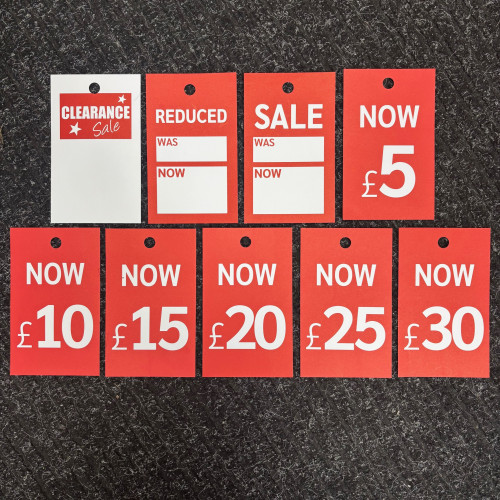 CLEARANCE
Sale
REDUCED
WAS
NOW
SALE
WAS
NOW
NOW
£5
NOW
£10
NOW
£15
NOW
£20
NOW
£25
NOW
£30